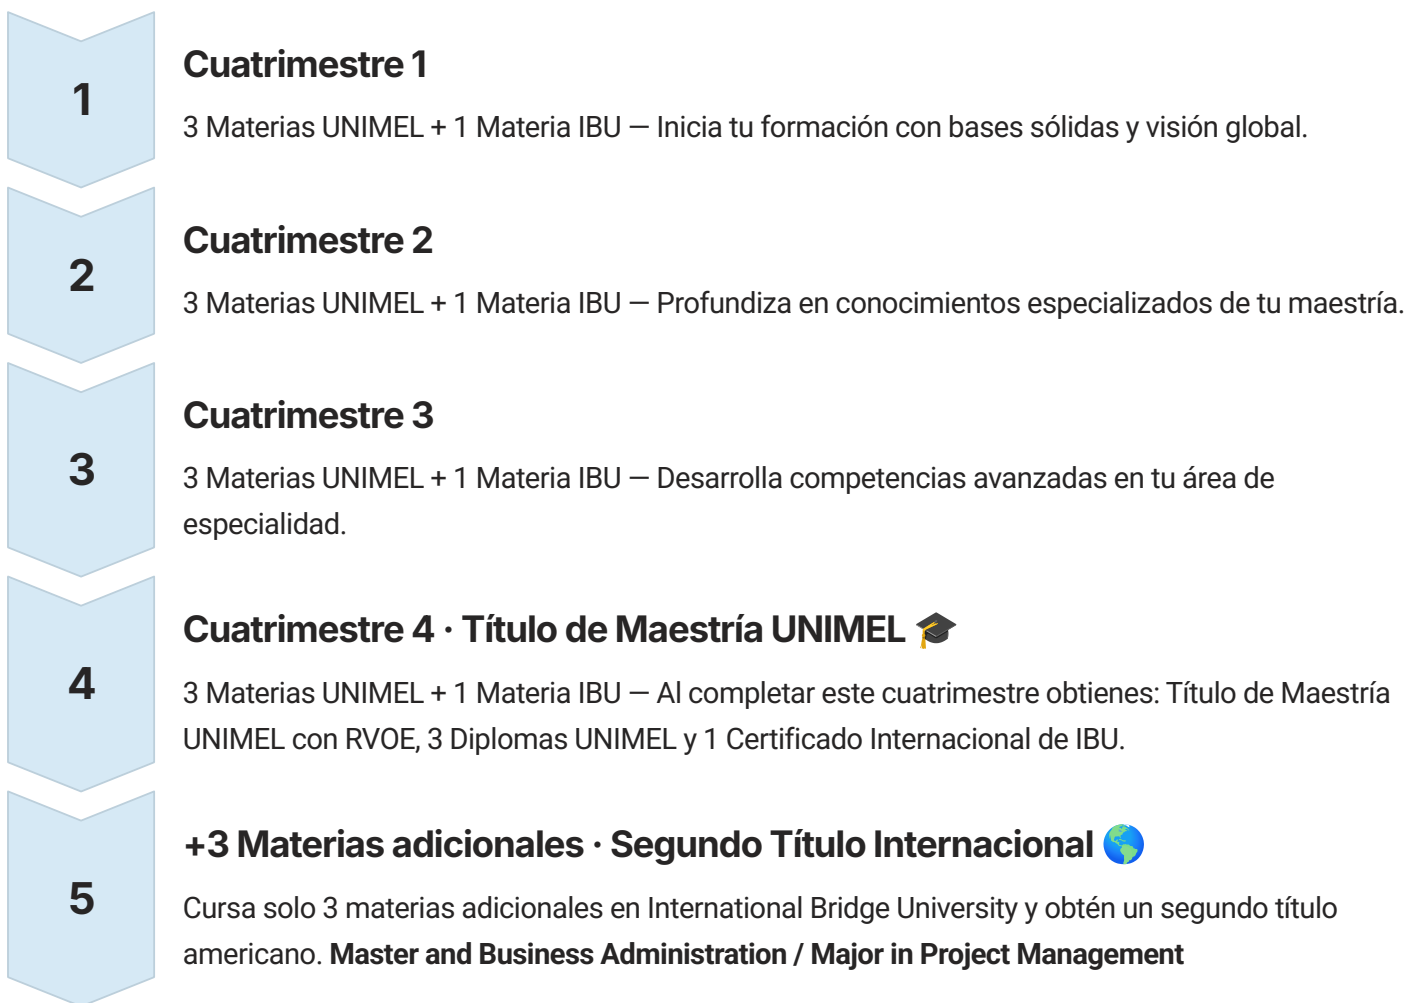 1
Cuatrimestre 1
3 Materias UNIMEL + 1 Materia IBU — Inicia tu formación con bases sólidas y visión global.
2
Cuatrimestre 2
3 Materias UNIMEL + 1 Materia IBU — Profundiza en conocimientos especializados de tu maestría.
3
Cuatrimestre 3
3 Materias UNIMEL + 1 Materia IBU — Desarrolla competencias avanzadas en tu área de
especialidad.
4
Cuatrimestre 4 · Título de Maestría UNIMEL 🎓
3 Materias UNIMEL + 1 Materia IBU — Al completar este cuatrimestre obtienes: Título de Maestría
UNIMEL con RVOE, 3 Diplomas UNIMEL y 1 Certificado Internacional de IBU.
5
+3 Materias adicionales · Segundo Título Internacional 🌎
Cursa solo 3 materias adicionales en International Bridge University y obtén un segundo título
americano. Master and Business Administration / Major in Project Management